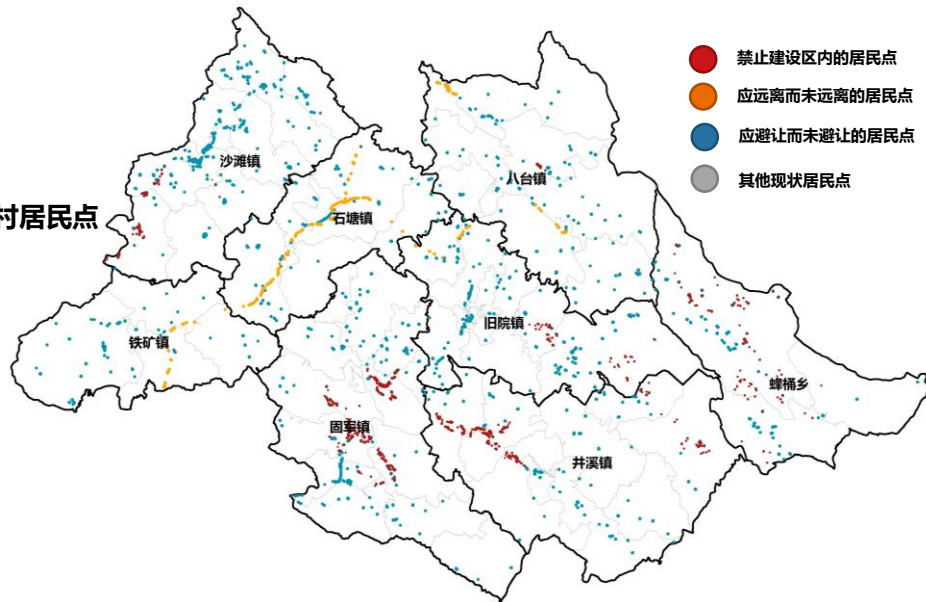 禁止建设区内的居民点
应远离而未远离的居民点
应避让而未避让的居民点
其他现状居民点
村居民点
沙滩镇
八台镇
石塘镇
旧院镇
铁矿镇
蜂桶乡
固军镇
井溪镇